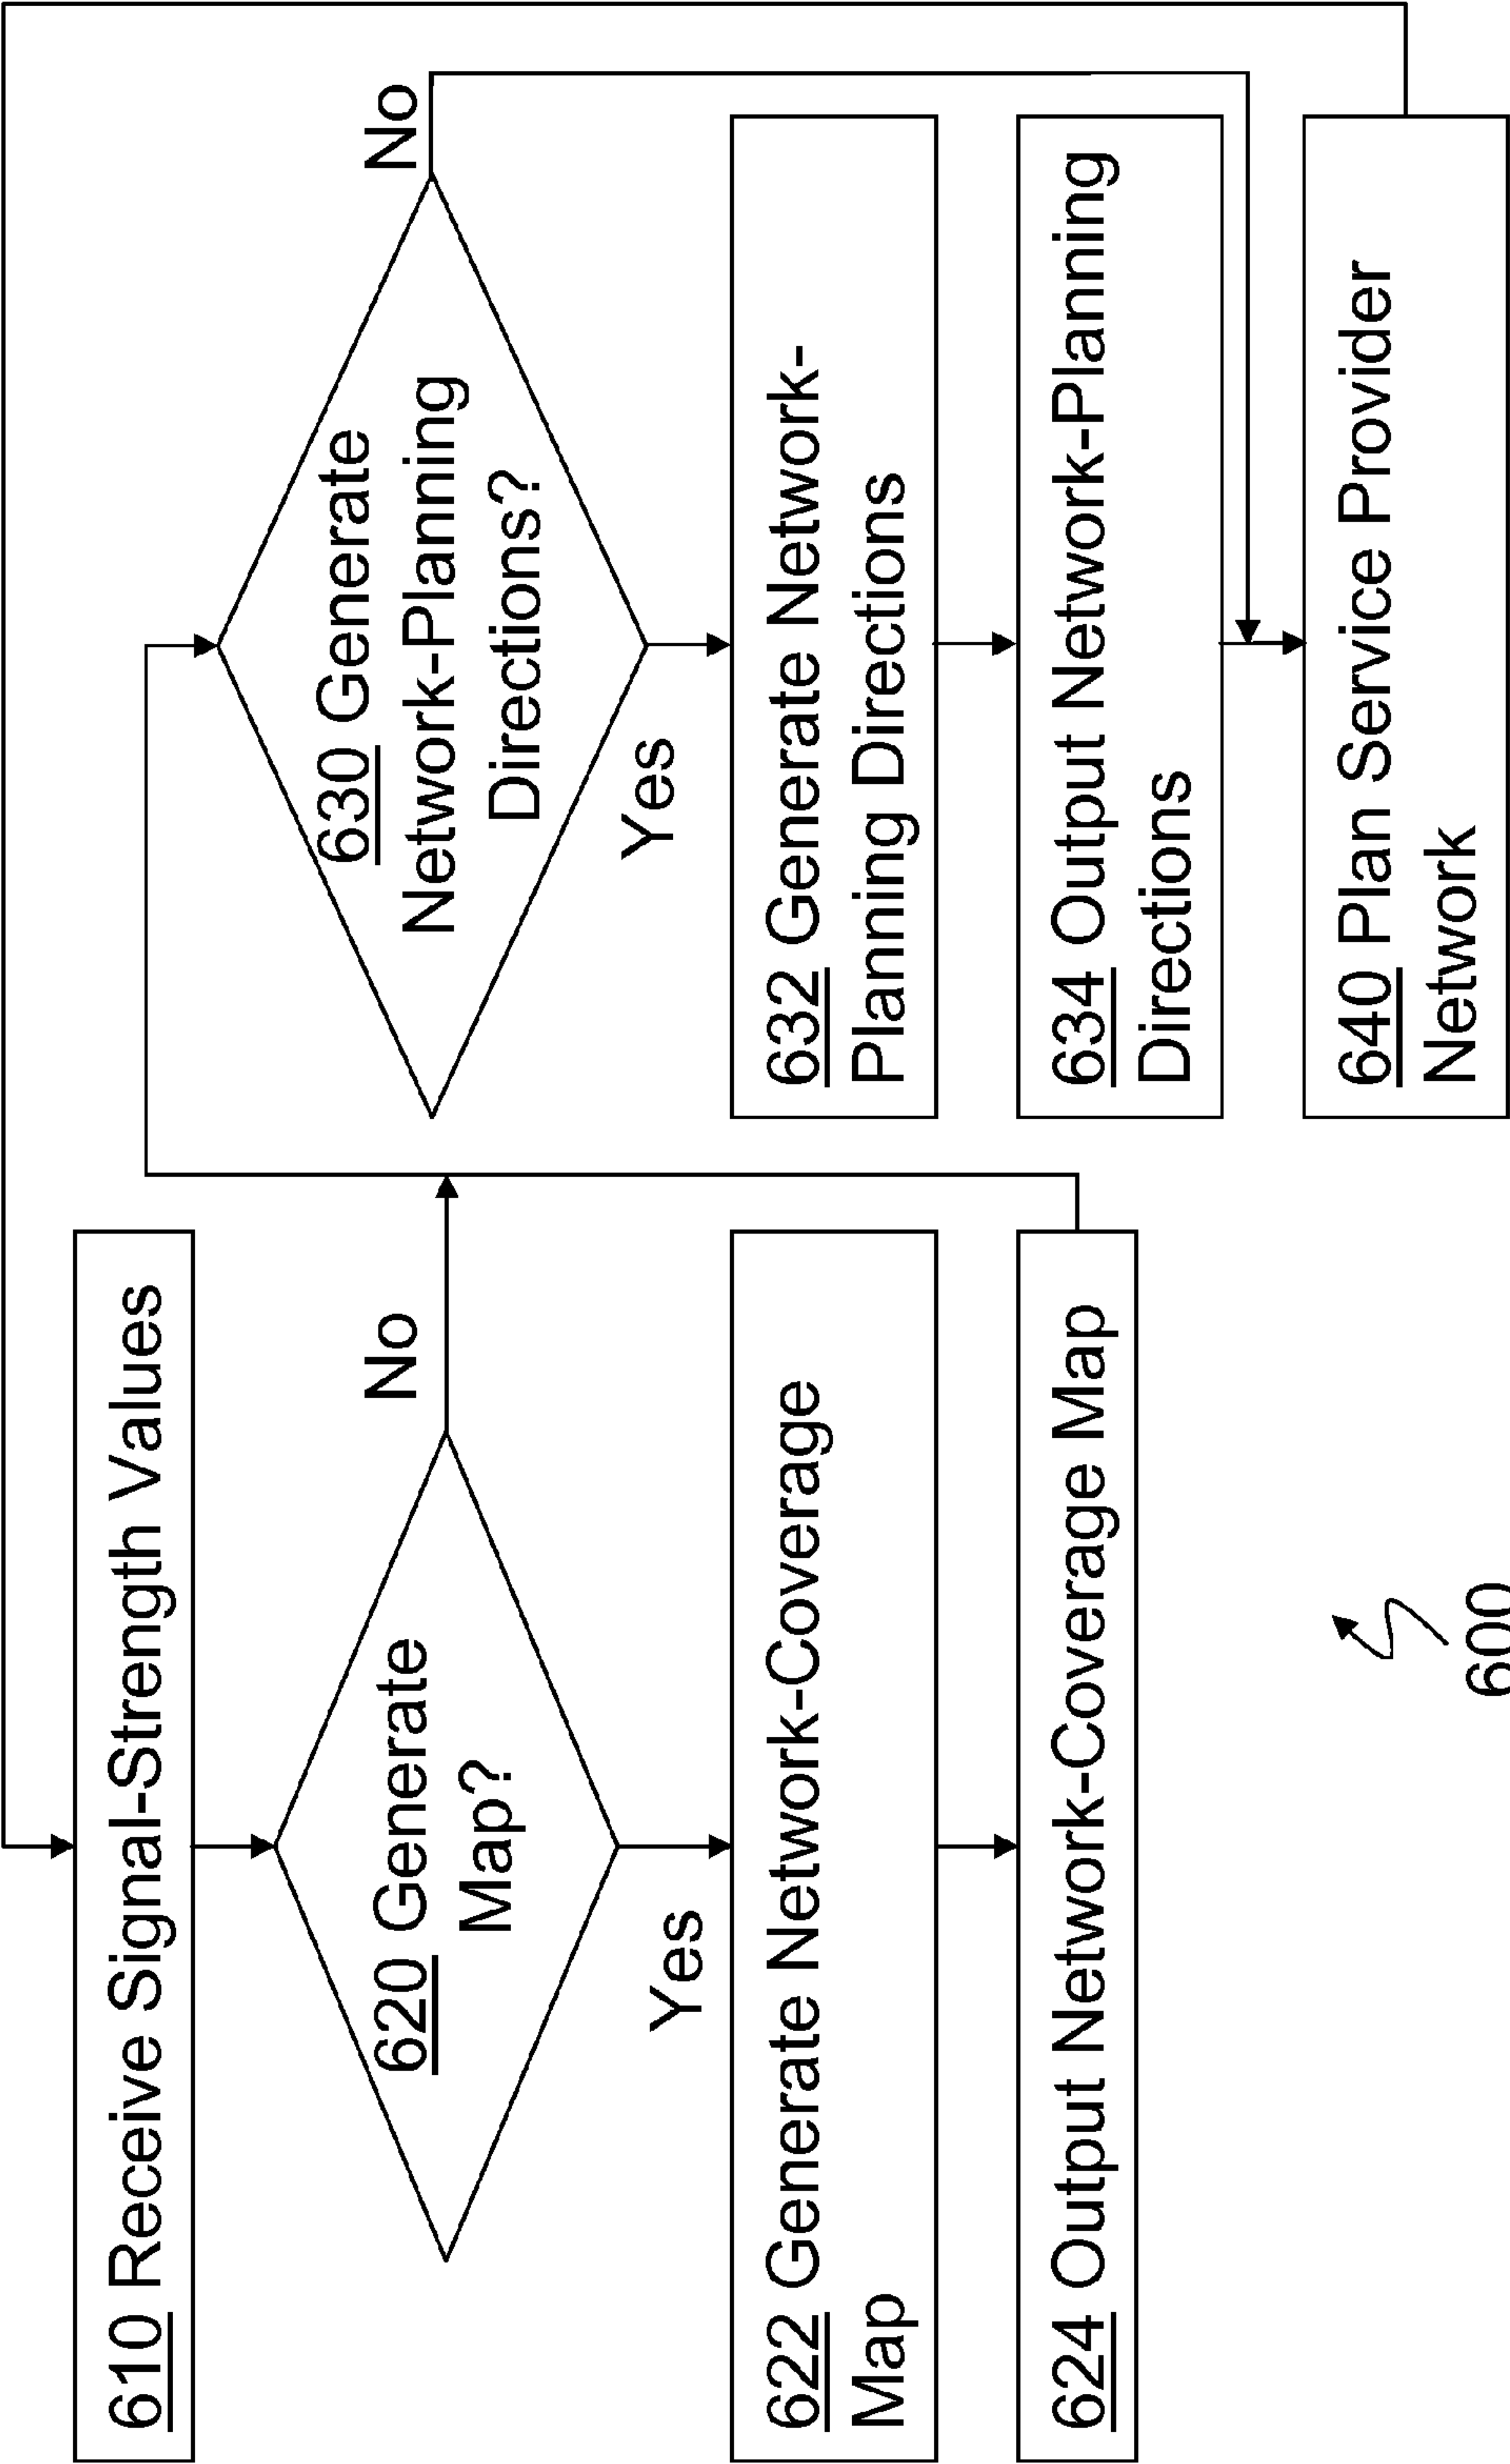 610 Receive Signal-Strength Values
620 Generate
Map?
No
Yes
622 Generate Network-Coverage
Map
624 Output Network-Coverage Map
630 Generate
Network-Planning
Directions?
No
Yes
632 Generate Network-
Planning Directions
634 Output Network-Planning
Directions
640 Plan Service Provider
Network
600